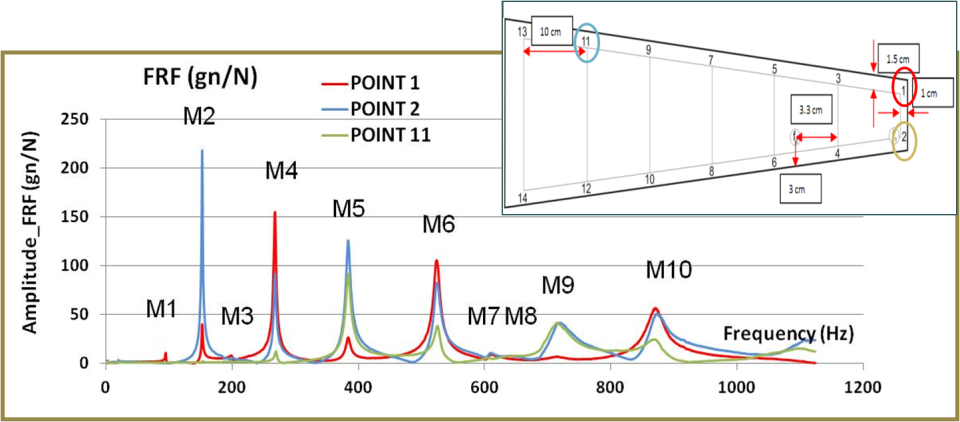 FRF (gn/N)
POINT 1
POINT 2
POINT 11
Amplitude_FRF (gn/N)
250
200
150
100
50
0
M1
M2
M3
M4
M5
M6
M7
M8
M9
M10
Frequency (Hz)
0
200
400
600
800
1000
1200
13
10 cm
11
9
7
5
3
1.5 cm
1
1 cm
3.3 cm
f
2
4
6
8
10
12
14
3 cm